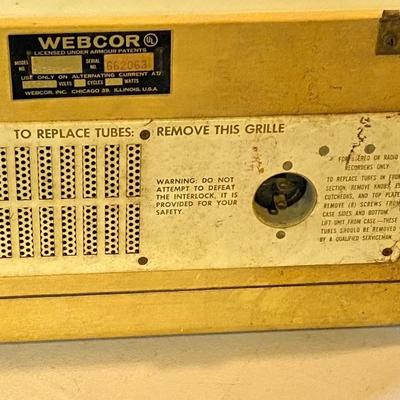 WEBCOR UL
LICENSED UNDER ARMOUR PATENTS
MODEL NO. SERIAL NO. 662063
USE ONLY ON ALTERNATING CURRENT AT
VOLTS CYCLES WATTS
WEBCOR, INC. CHICAGO 39, ILLINOIS, U.S.A.
TO REPLACE TUBES: REMOVE THIS GRILLE
WARNING: DO NOT
ATTEMPT TO DEFEAT
THE INTERLOCK, IT IS
PROVIDED FOR YOUR
SAFETY.
OR RADIO
RECORDERS ONLY
TO REPLACE TUBES IN
SECTION, REMOVE KNOBS,
CUTCHEONS, AND TOP PLATE
REMOVE (8) SCREWS FROM
CASE SIDES AND BOTTOM
LIFT UNIT FROM CASE—THESE
TUBES SHOULD BE REMOVED
BY A QUALIFIED SERVICEMAN.